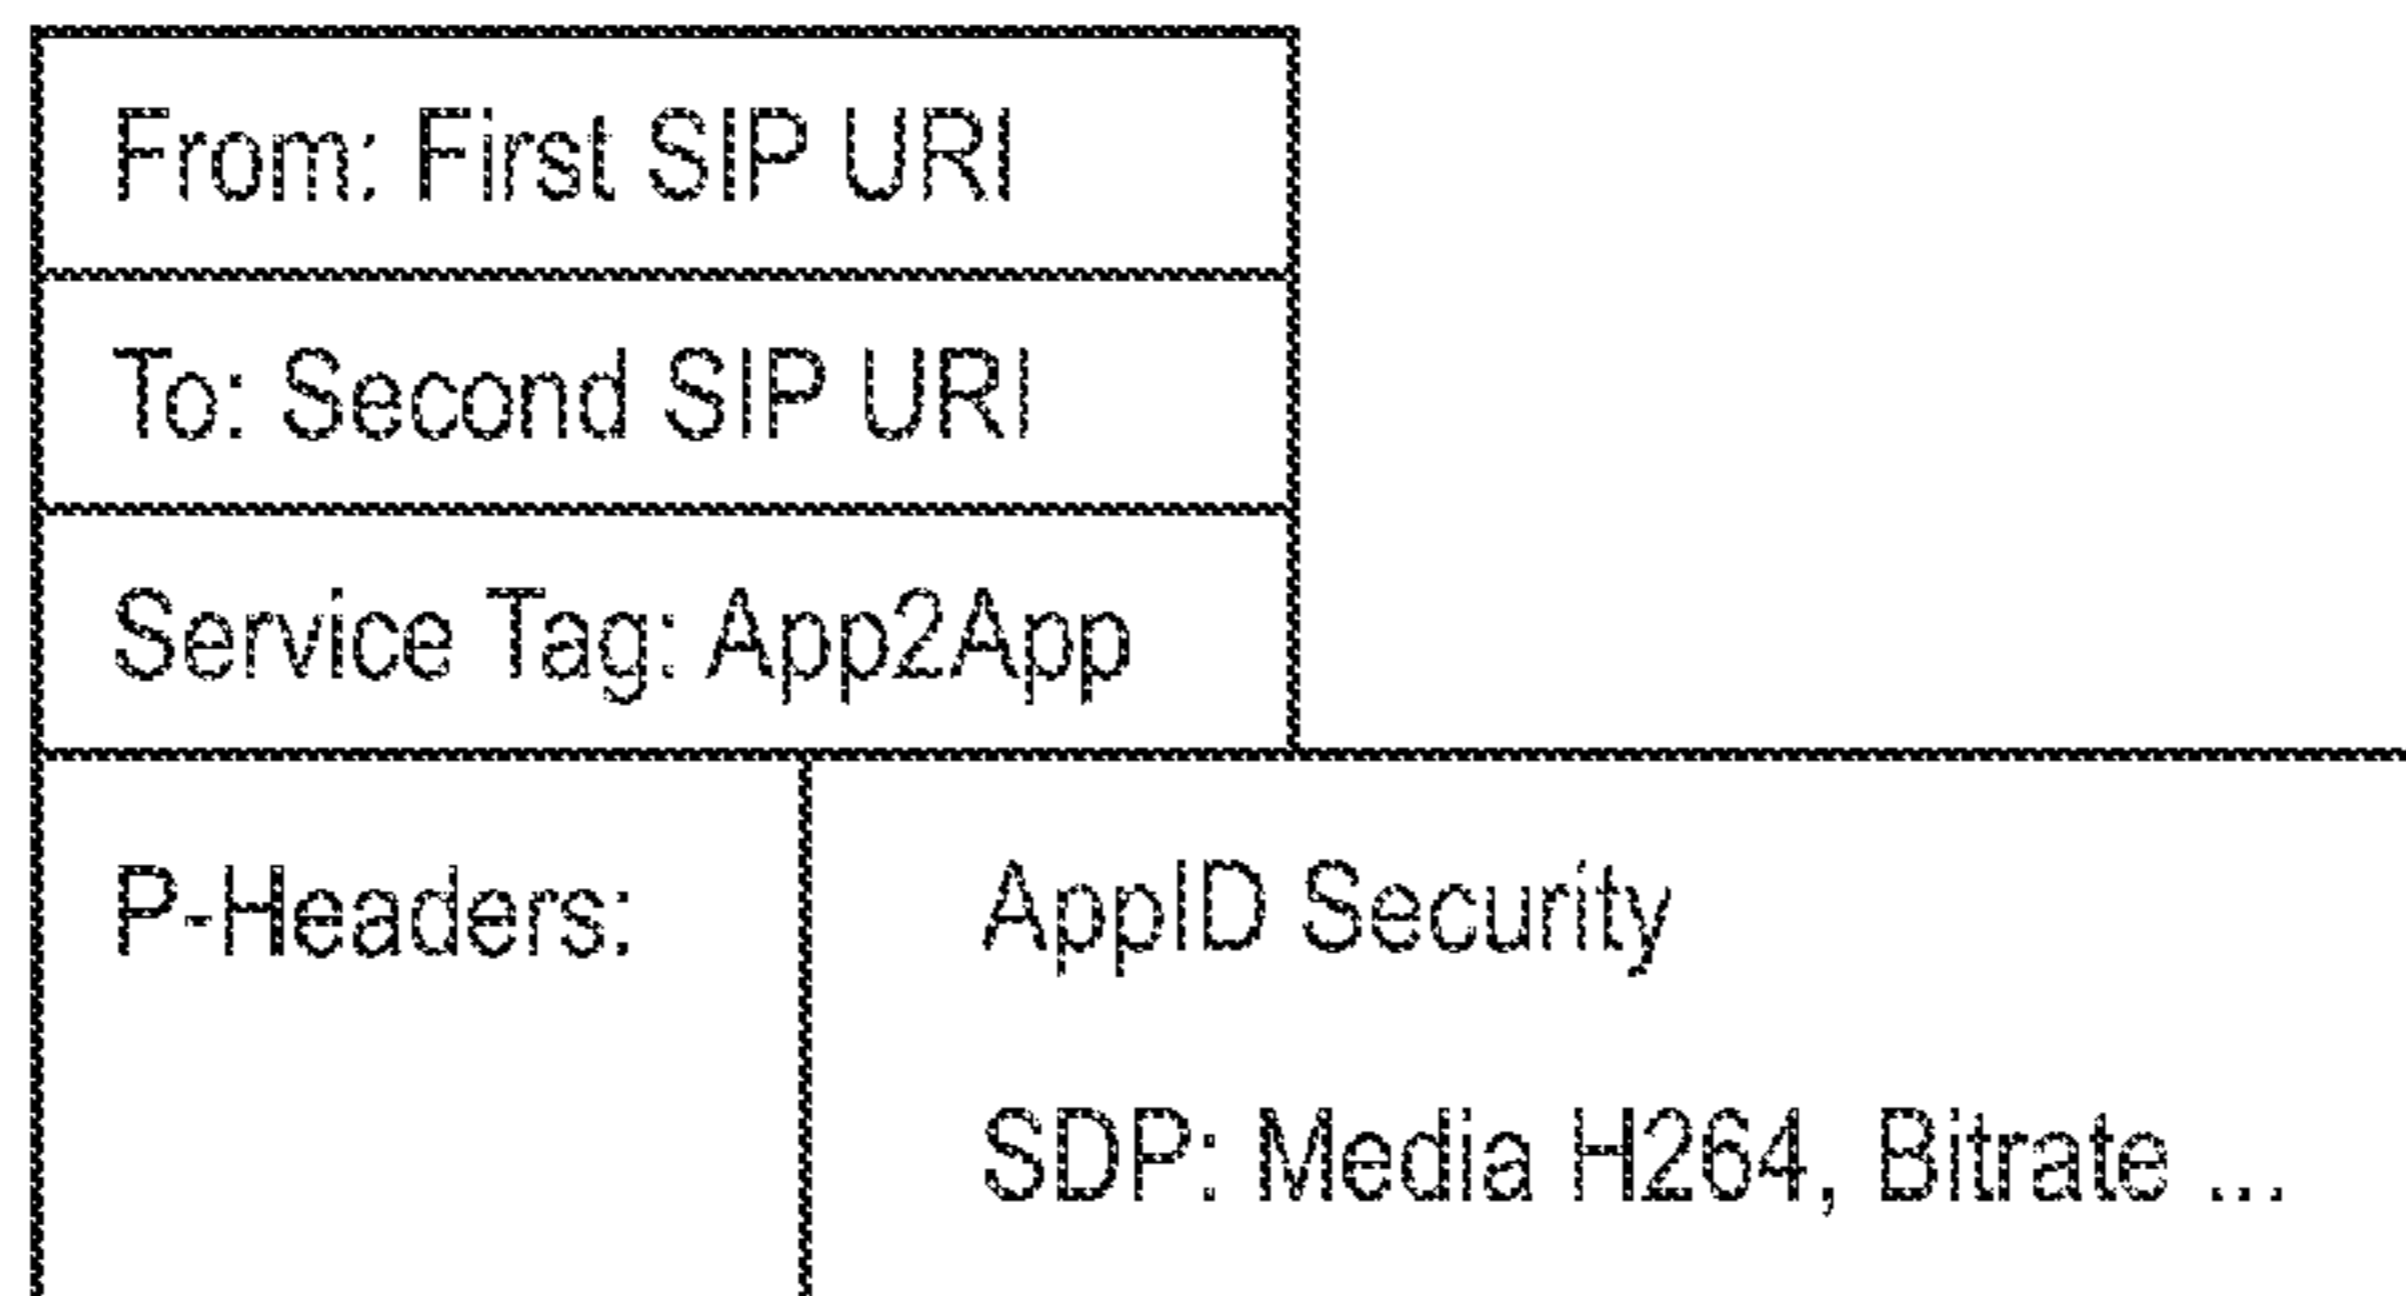 From: First SIP URI
To: Second SIP URI
Service Tag: App2App
P-Headers:
AppID Security
SDP: Media H264, Bitrate ...